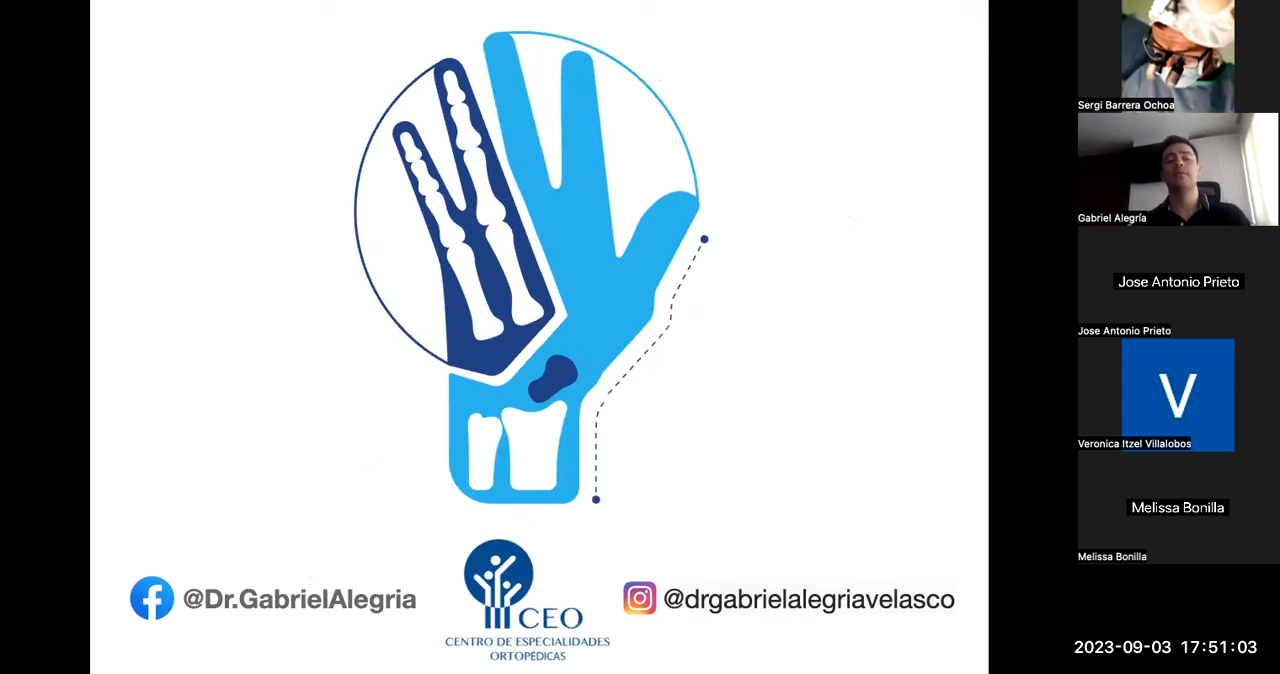 @Dr.GabrielAlegria
CEO
CENTRO DE ESPECIALIDADES
ORTOPÉDICAS
@drgabrielalegriavelasco
Sergi Barrera Ochoa
Gabriel Alegría
Jose Antonio Prieto
Jose Antonio Prieto
V
Veronica Itzel Villalobos
Melissa Bonilla
Melissa Bonilla
2023-09-03 17:51:03